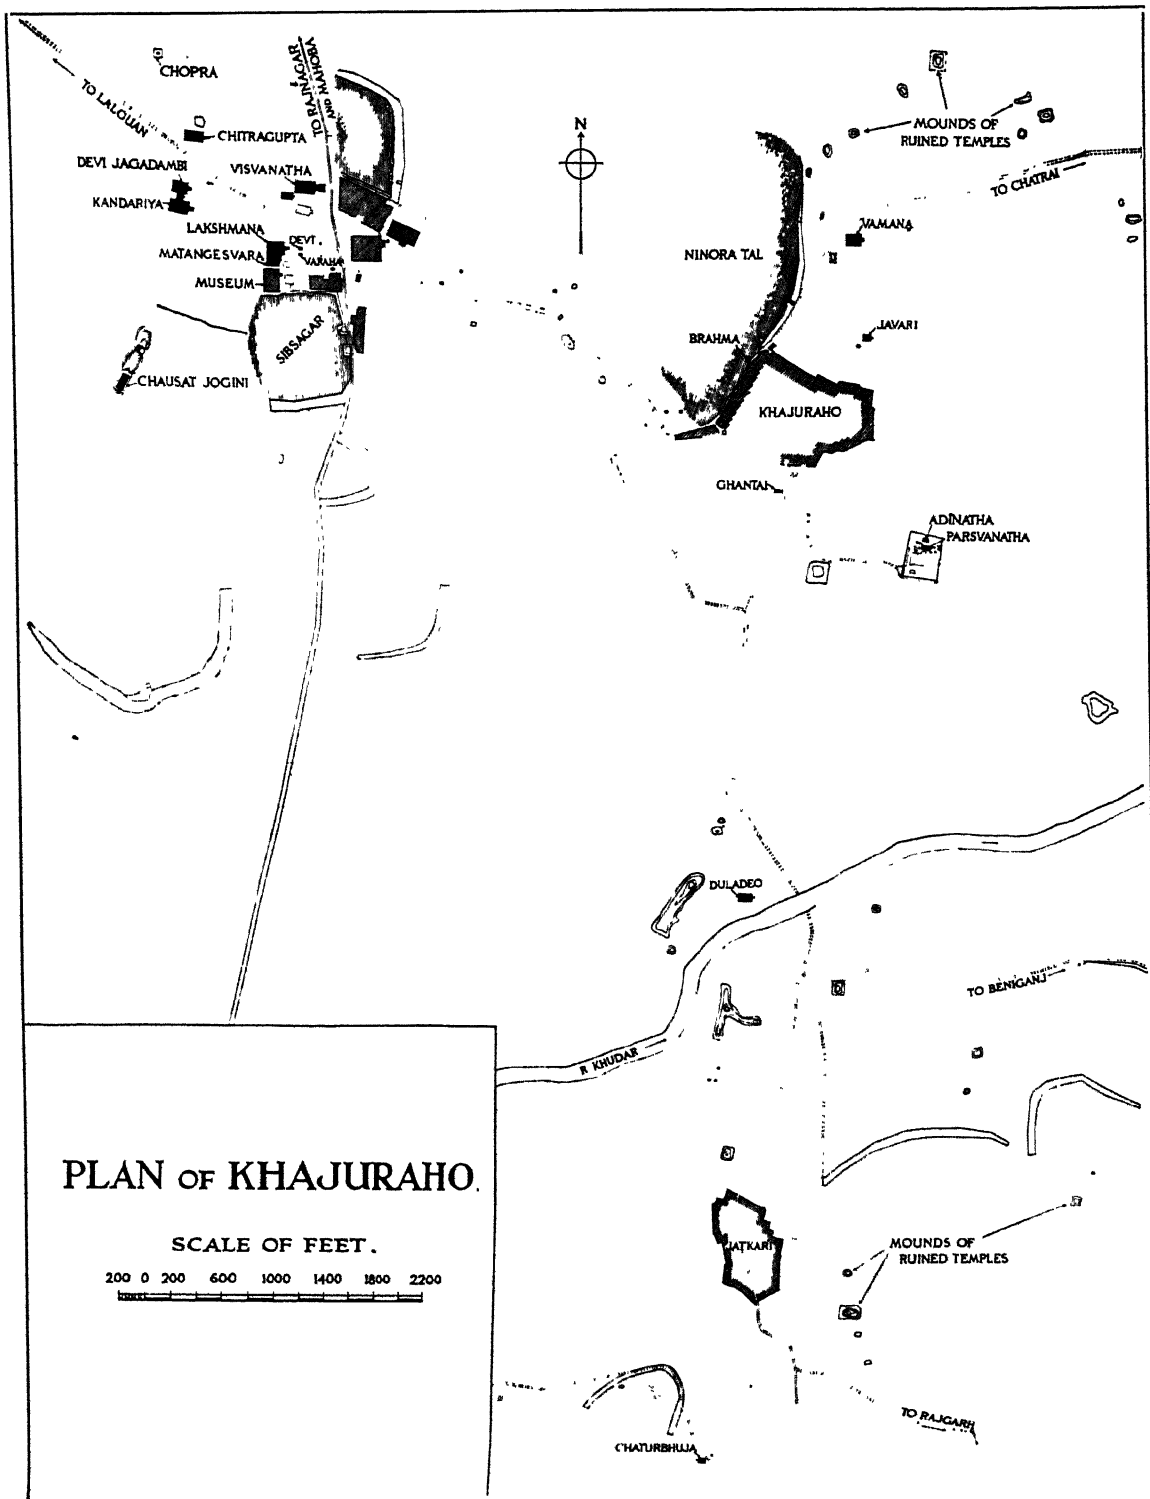 CHOPRA
TO LALGUAN
TO RAJNAGAR
AND MAHOBA
CHITRAGUPTA
DEVI JAGADAMBI
VISVANATHA
KANDARIYA
LAKSHMANA
DEVI
MATANGESVARA
VARAHA
MUSEUM
SIBSAGAR
CHAUSAT JOGINI
N
MOUNDS OF
RUINED TEMPLES
TO CHATRAI
VAMANA
NINORA TAL
JAVARI
BRAHMA
KHAJURAHO
GHANTAI
ADINATHA
PARSVANATHA
DULADEO
TO BENIGANJ
R KHUDAR
PLAN OF KHAJURAHO.
SCALE OF FEET.
200 0 200 600 1000 1400 1800 2200
JATKARI
MOUNDS OF
RUINED TEMPLES
TO RAJGARH
CHATURBHUJA